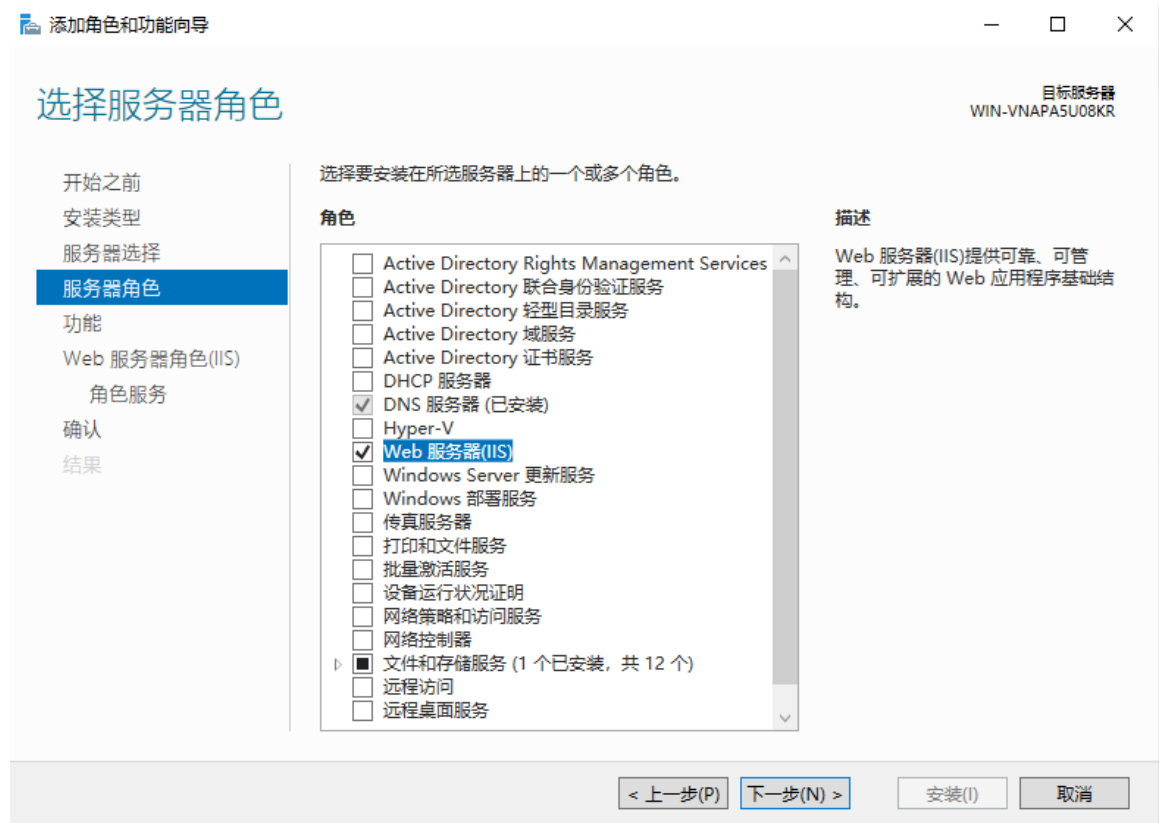 添加角色和功能向导
选择服务器角色
目标服务器
WIN-VNAPA5U08KR
开始之前
安装类型
服务器选择
服务器角色
功能
Web 服务器角色(IIS)
角色服务
确认
结果
选择要安装在所选服务器上的一个或多个角色。
角色
Active Directory Rights Management Services
Active Directory 联合身份验证服务
Active Directory 轻型目录服务
Active Directory 域服务
Active Directory 证书服务
DHCP 服务器
DNS 服务器 (已安装)
Hyper-V
Web 服务器(IIS)
Windows Server 更新服务
Windows 部署服务
传真服务器
打印和文件服务
批量激活服务
设备运行状况证明
网络策略和访问服务
网络控制器
文件和存储服务 (1 个已安装，共 12 个)
远程访问
远程桌面服务
描述
Web 服务器(IIS)提供可靠、可管
理、可扩展的 Web 应用程序基础结
构。
< 上一步(P)
下一步(N) >
安装(I)
取消